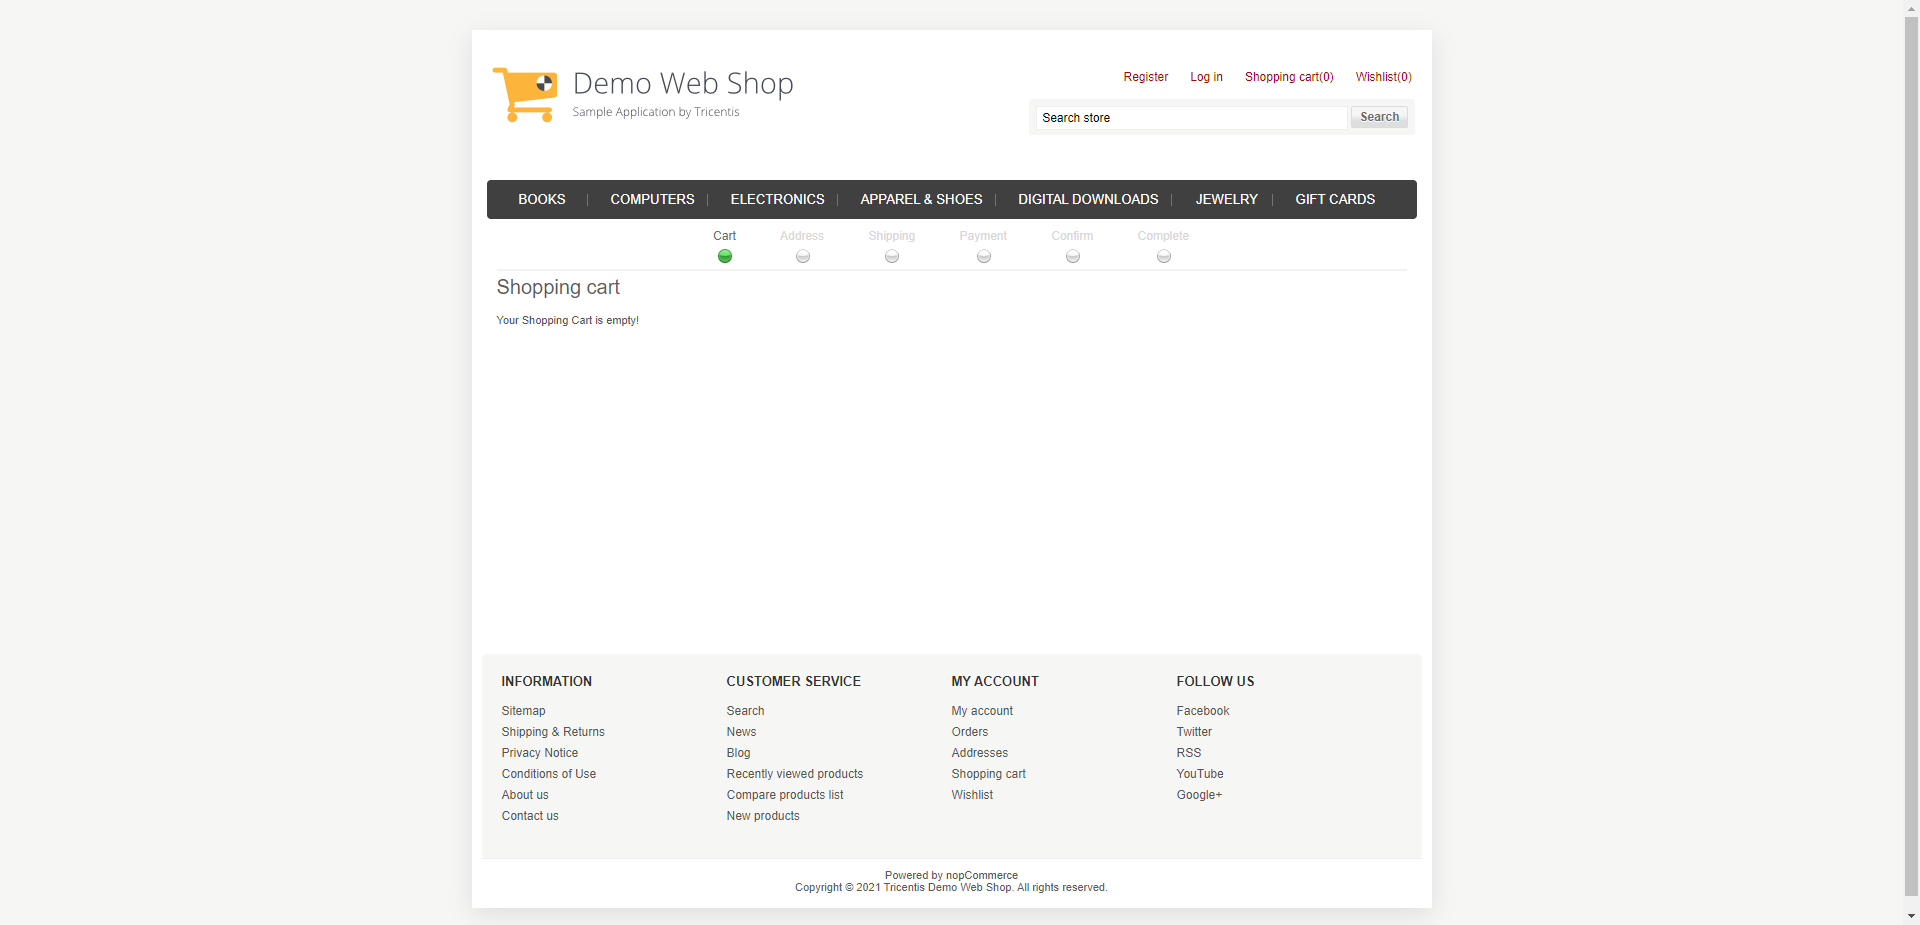 Demo Web Shop
Sample Application by Tricentis
Register Log in Shopping cart(0) Wishlist(0)
Search store Search
BOOKS COMPUTERS ELECTRONICS APPAREL & SHOES DIGITAL DOWNLOADS JEWELRY GIFT CARDS
Cart Address Shipping Payment Confirm Complete
Shopping cart
Your Shopping Cart is empty!
INFORMATION
Sitemap
Shipping & Returns
Privacy Notice
Conditions of Use
About us
Contact us
CUSTOMER SERVICE
Search
News
Blog
Recently viewed products
Compare products list
New products
MY ACCOUNT
My account
Orders
Addresses
Shopping cart
Wishlist
FOLLOW US
Facebook
Twitter
RSS
YouTube
Google+
Powered by nopCommerce
Copyright © 2021 Tricentis Demo Web Shop. All rights reserved.